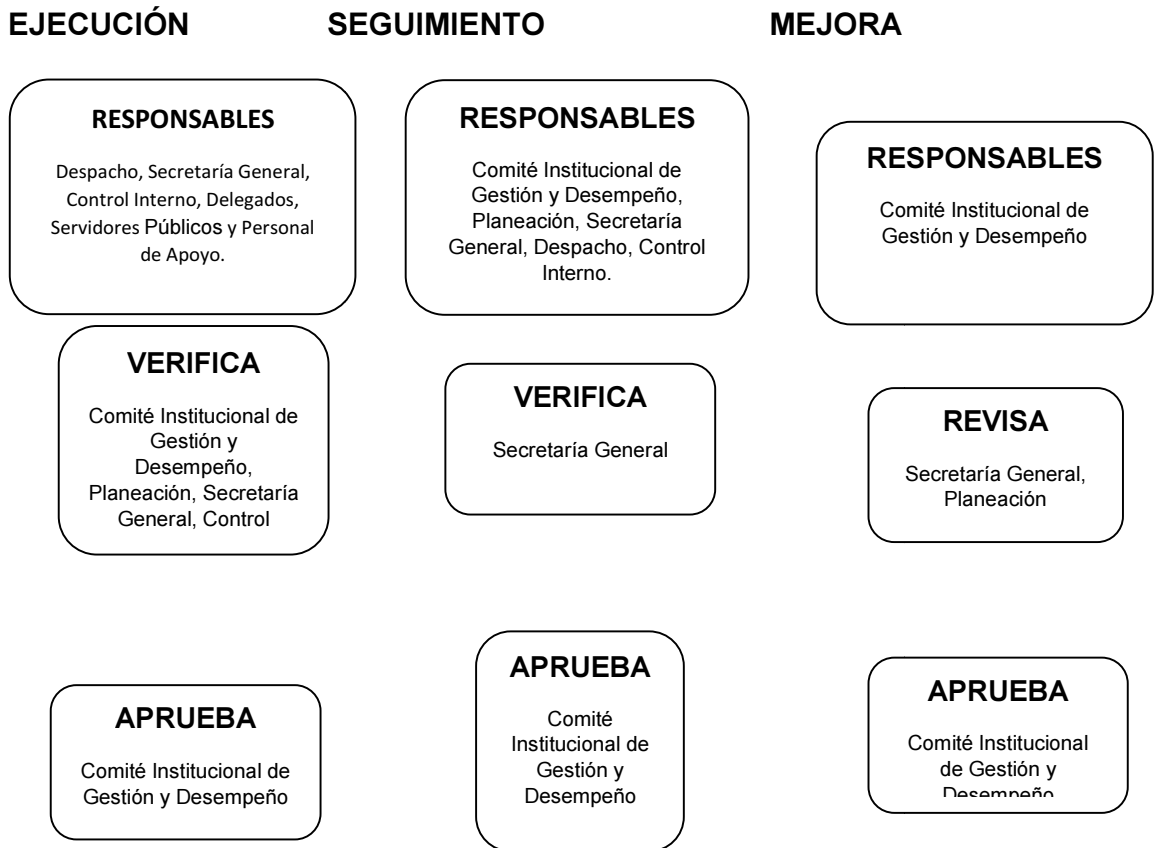 EJECUCIÓN
SEGUIMIENTO
MEJORA
RESPONSABLES
Despacho, Secretaría General,
Control Interno, Delegados,
Servidores Públicos y Personal
de Apoyo.
VERIFICA
Comité Institucional de
Gestión y
Desempeño,
Planeación, Secretaría
General, Control
APRUEBA
Comité Institucional de
Gestión y Desempeño
RESPONSABLES
Comité Institucional de
Gestión y Desempeño,
Planeación, Secretaría
General, Despacho, Control
Interno.
VERIFICA
Secretaría General
APRUEBA
Comité
Institucional de
Gestión y
Desempeño
RESPONSABLES
Comité Institucional de
Gestión y Desempeño
REVISA
Secretaría General,
Planeación
APRUEBA
Comité Institucional
de Gestión y
Desempeño